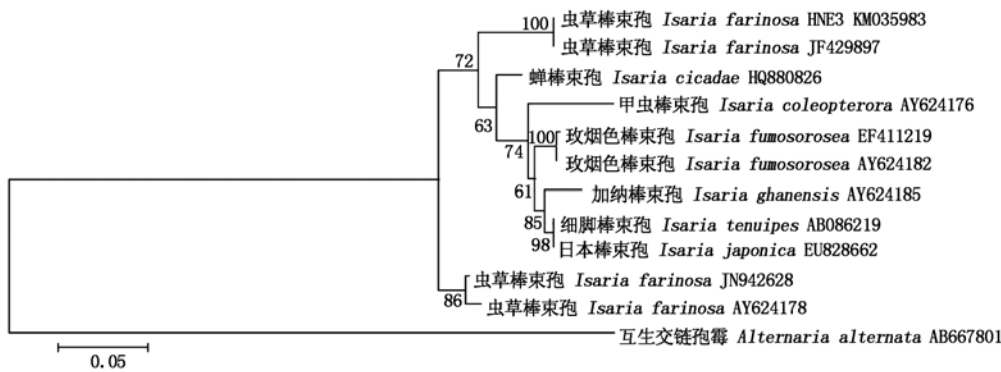 100 虫草棒束孢 Isaria farinosa HNE3 KM035983
虫草棒束孢 Isaria farinosa JF429897
72
蝉棒束孢 Isaria cicadae HQ880826
甲虫棒束孢 Isaria coleopterora AY624176
63
100 玫烟色棒束孢 Isaria fumosorosea EF411219
74
玫烟色棒束孢 Isaria fumosorosea AY624182
61
加纳棒束孢 Isaria ghanensis AY624185
85 细脚棒束孢 Isaria tenuipes AB086219
98 日本棒束孢 Isaria japonica EU828662
虫草棒束孢 Isaria farinosa JN942628
86 虫草棒束孢 Isaria farinosa AY624178
互生交链孢霉 Alternaria alternata AB667801
0.05